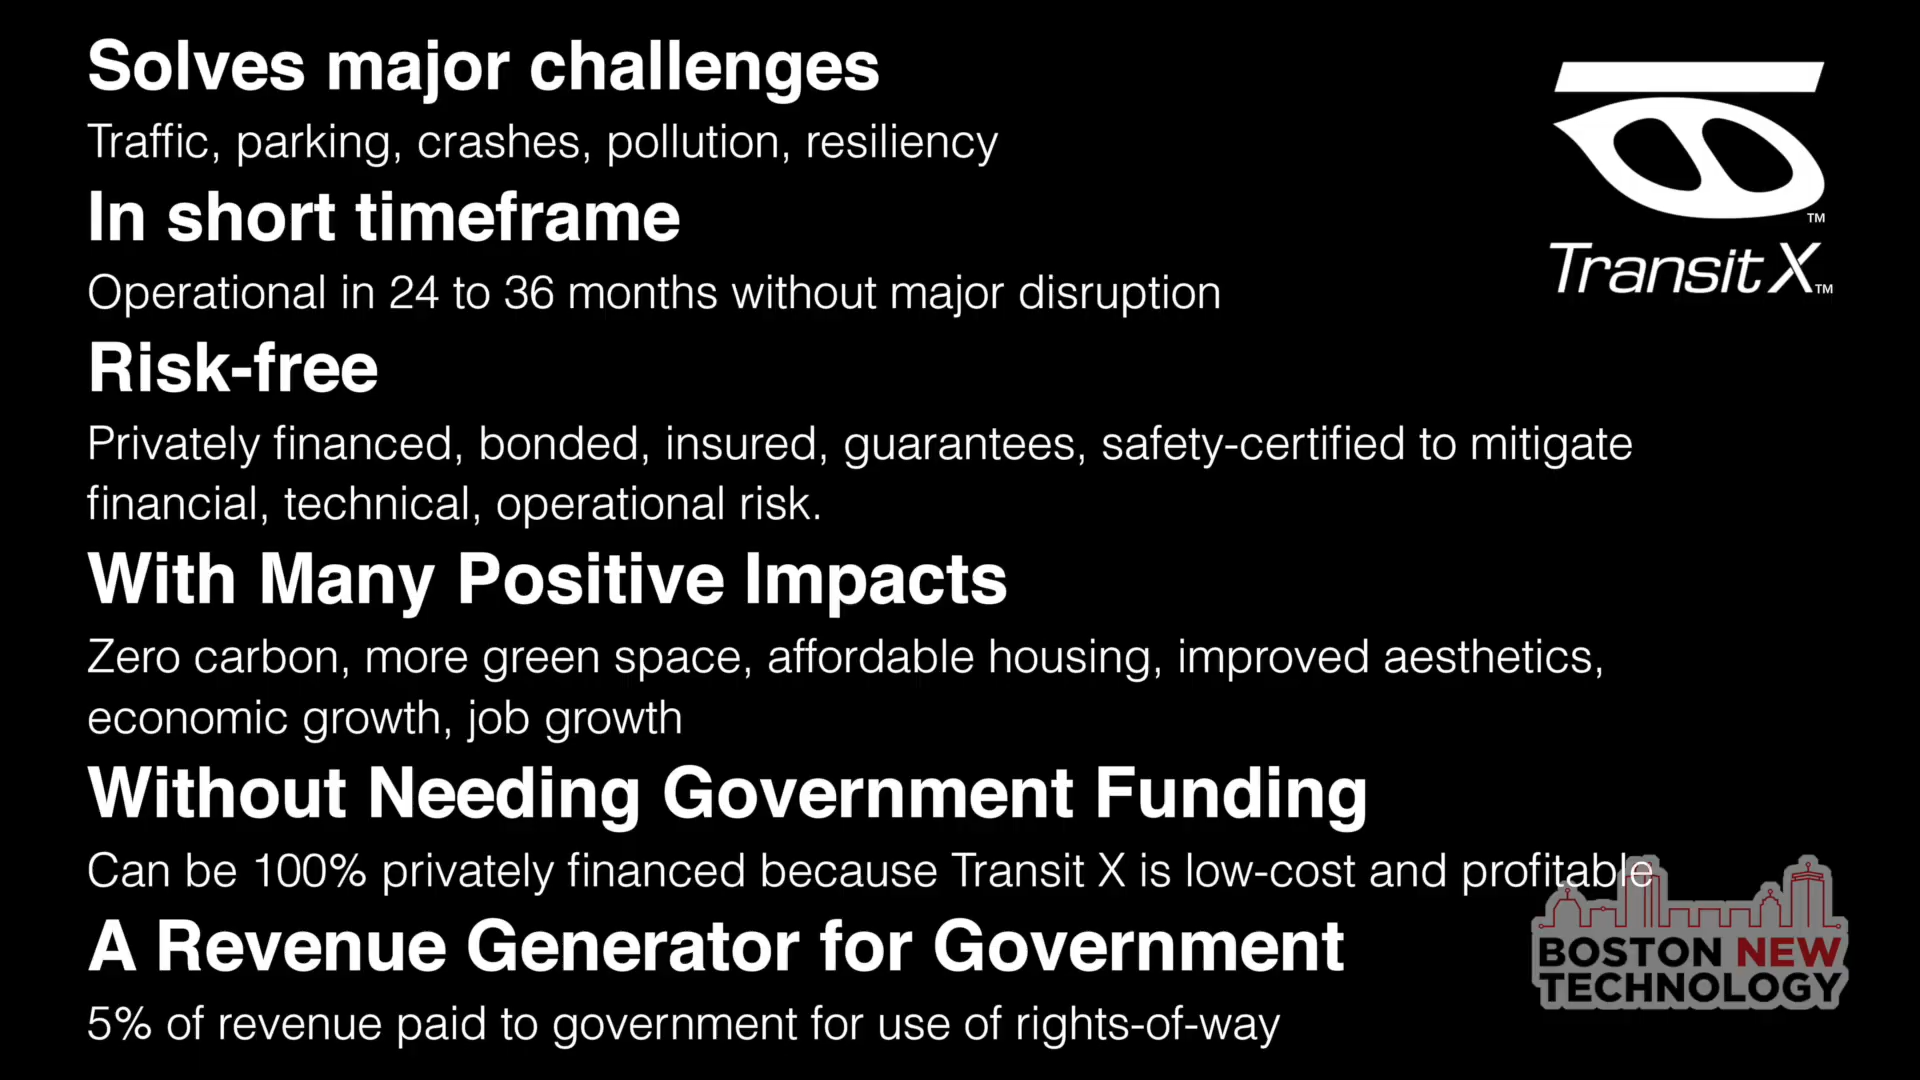 Solves major challenges
Traffic, parking, crashes, pollution, resiliency
In short timeframe
Operational in 24 to 36 months without major disruption
Risk-free
Privately financed, bonded, insured, guarantees, safety-certified to mitigate
financial, technical, operational risk.
With Many Positive Impacts
Zero carbon, more green space, affordable housing, improved aesthetics,
economic growth, job growth
Without Needing Government Funding
Can be 100% privately financed because Transit X is low-cost and profitable
A Revenue Generator for Government
5% of revenue paid to government for use of rights-of-way
TM
Transit X TM
BOSTON NEW
TECHNOLOGY